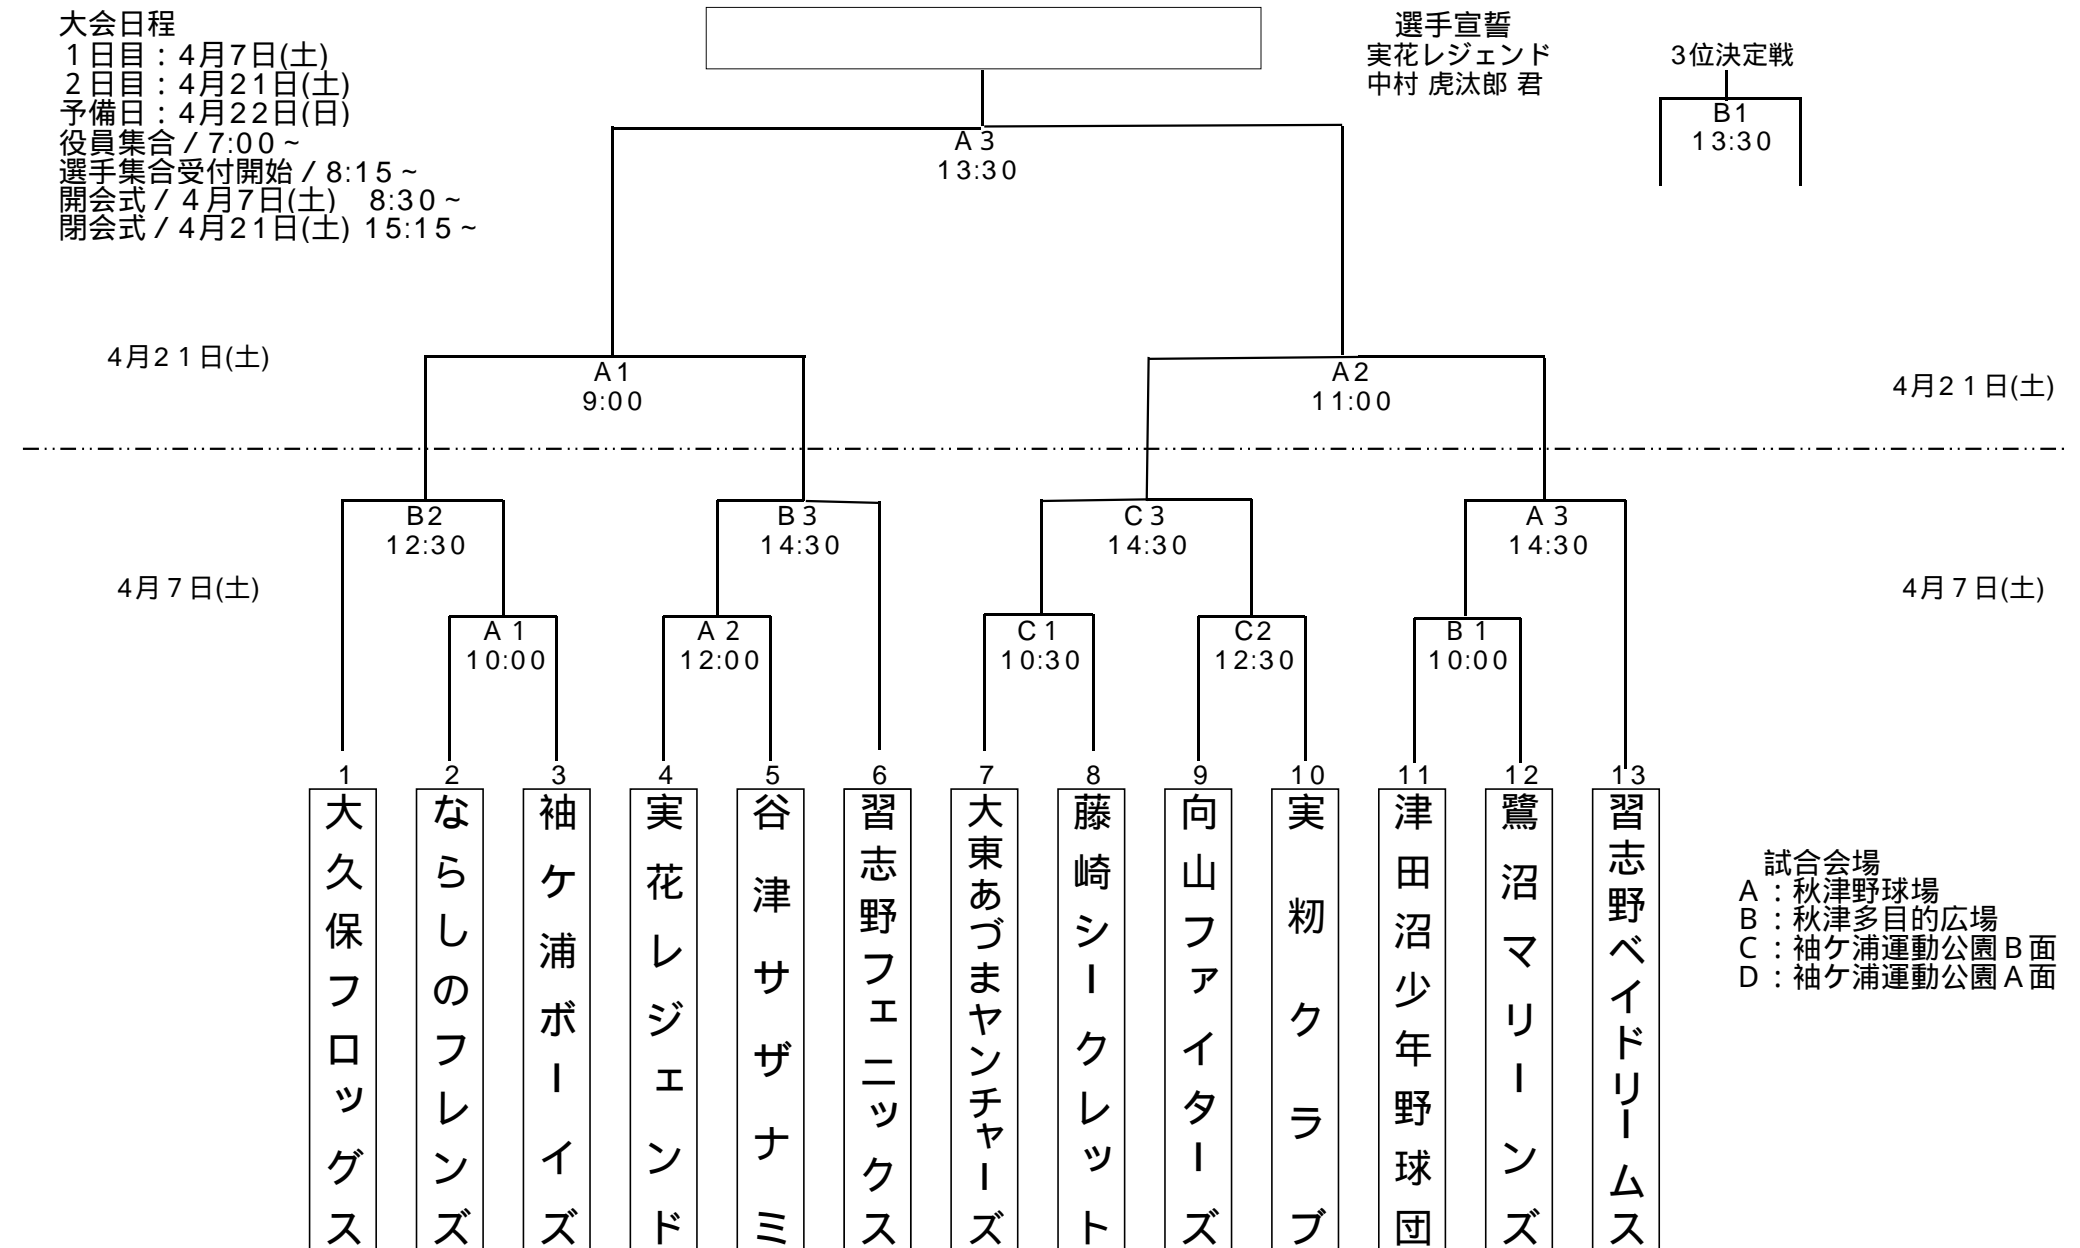 大会日程
1日目：4月7日(土)
2日目：4月21日(土)
予備日：4月22日(日)
役員集合/7:00~
選手集合受付開始/8:15~
開会式/4月7日(土)　8:30~
閉会式/4月21日(土) 15:15~
選手宣誓
実花レジェンド
中村 虎汰郎 君
3位決定戦
B1
13:30
A3
13:30
4月21日(土)
A1
9:00
A2
11:00
4月21日(土)
B2
12:30
B3
14:30
C3
14:30
A3
14:30
4月7日(土)
4月7日(土)
A1
10:00
A2
12:00
C1
10:30
C2
12:30
B1
10:00
1
大久保フロッグス
2
ならしのフレンズ
3
袖ケ浦ボーイズ
4
実花レジェンド
5
谷津サザナミ
6
習志野フェニックス
7
大東あづまヤンチャーズ
8
藤崎シークレット
9
向山ファイターズ
10
実籾クラブ
11
津田沼少年野球団
12
鷺沼マリーンズ
13
習志野ベイドリームス
試合会場
A：秋津野球場
B：秋津多目的広場
C：袖ケ浦運動公園B面
D：袖ケ浦運動公園A面